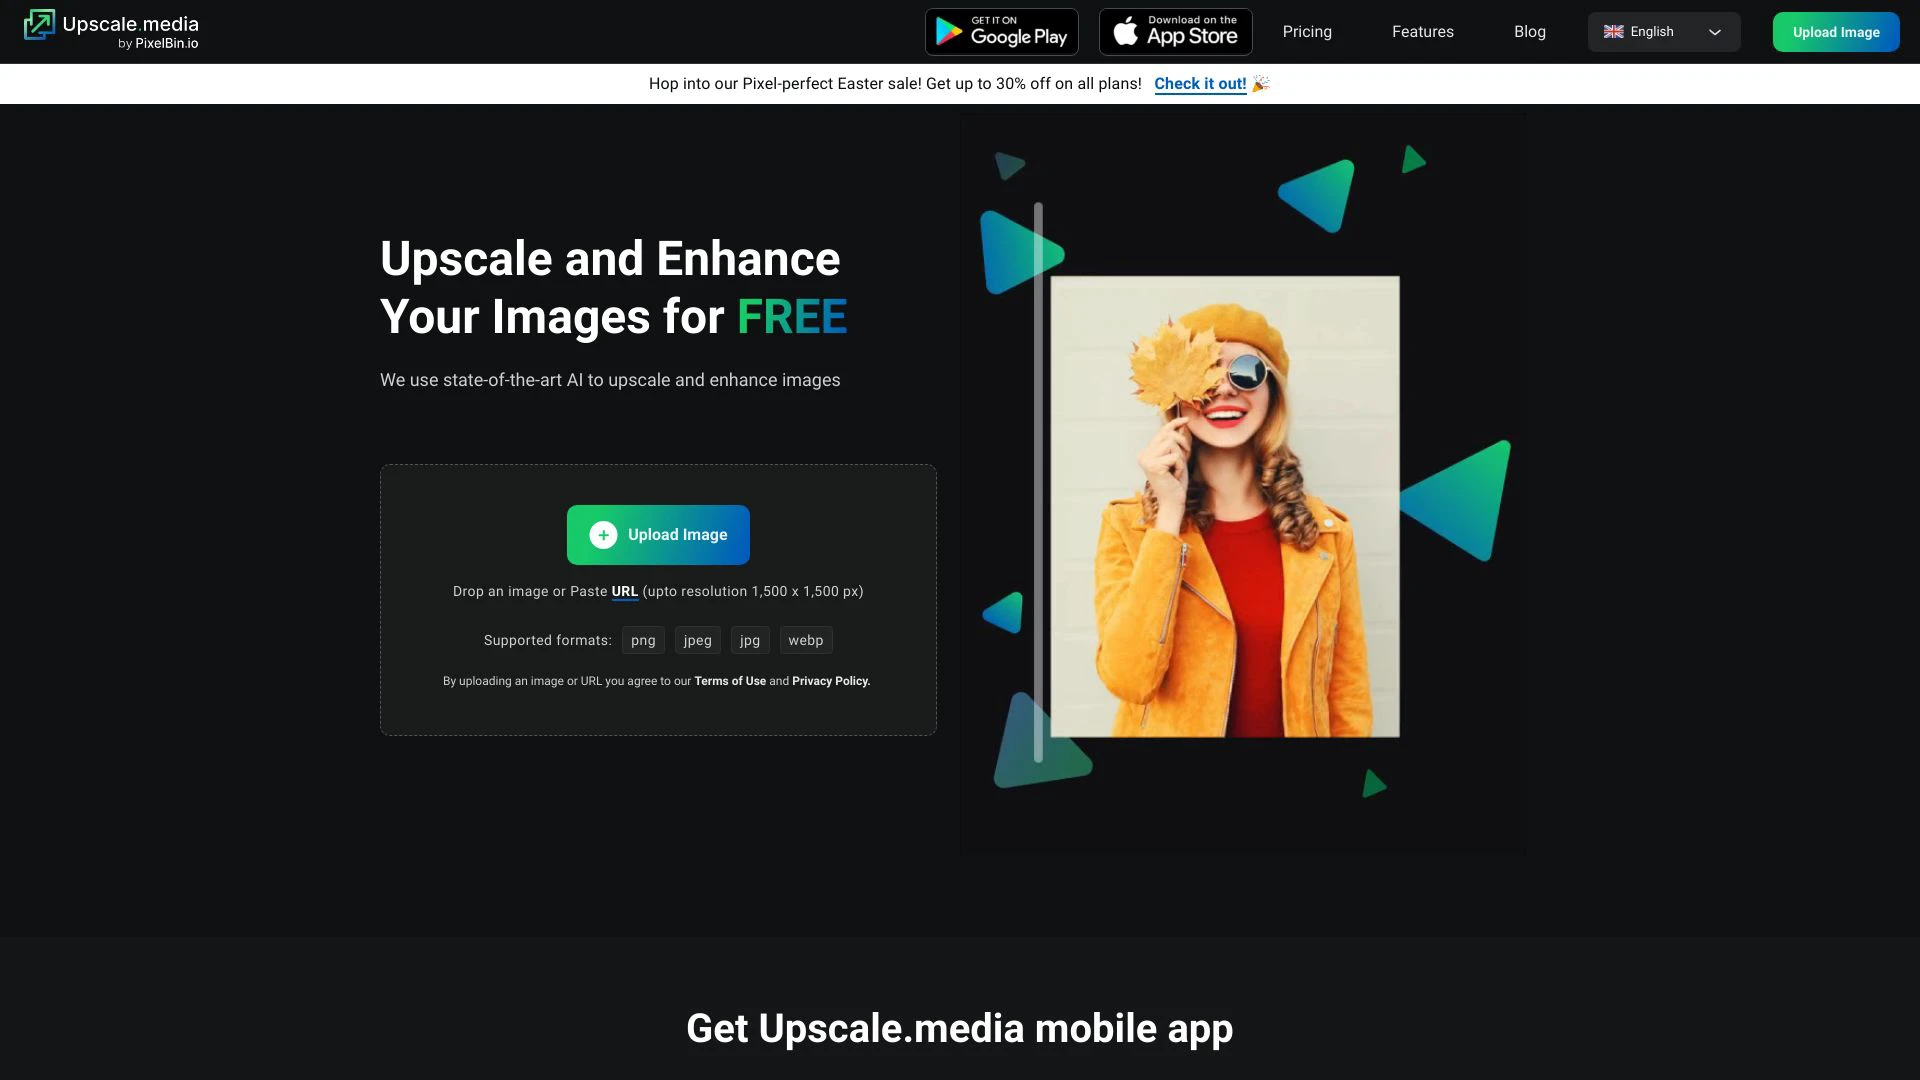 Upscale.media
by PixelBin.io
GET IT ON
Google Play
Download on the
App Store
Pricing
Features
Blog
English
Upload Image
Hop into our Pixel-perfect Easter sale! Get up to 30% off on all plans! Check it out!
Upscale and Enhance
Your Images for FREE
We use state-of-the-art AI to upscale and enhance images
Upload Image
Drop an image or Paste URL (upto resolution 1,500 x 1,500 px)
Supported formats: png jpeg jpg webp
By uploading an image or URL you agree to our Terms of Use and Privacy Policy.
Get Upscale.media mobile app